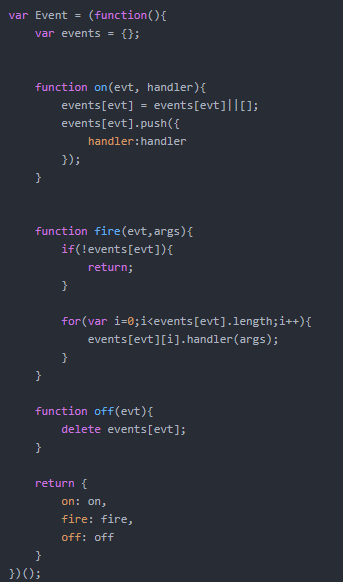 var Event = (function(){
    var events = {};


    function on(evt, handler){
        events[evt] = events[evt]||[];
        events[evt].push({
            handler:handler
        });
    }


    function fire(evt,args){
        if(!events[evt]){
            return;
        }

        for(var i=0;i<events[evt].length;i++){
            events[evt][i].handler(args);
        }
    }

    function off(evt){
        delete events[evt];
    }

    return {
        on: on,
        fire: fire,
        off: off
    }
})();